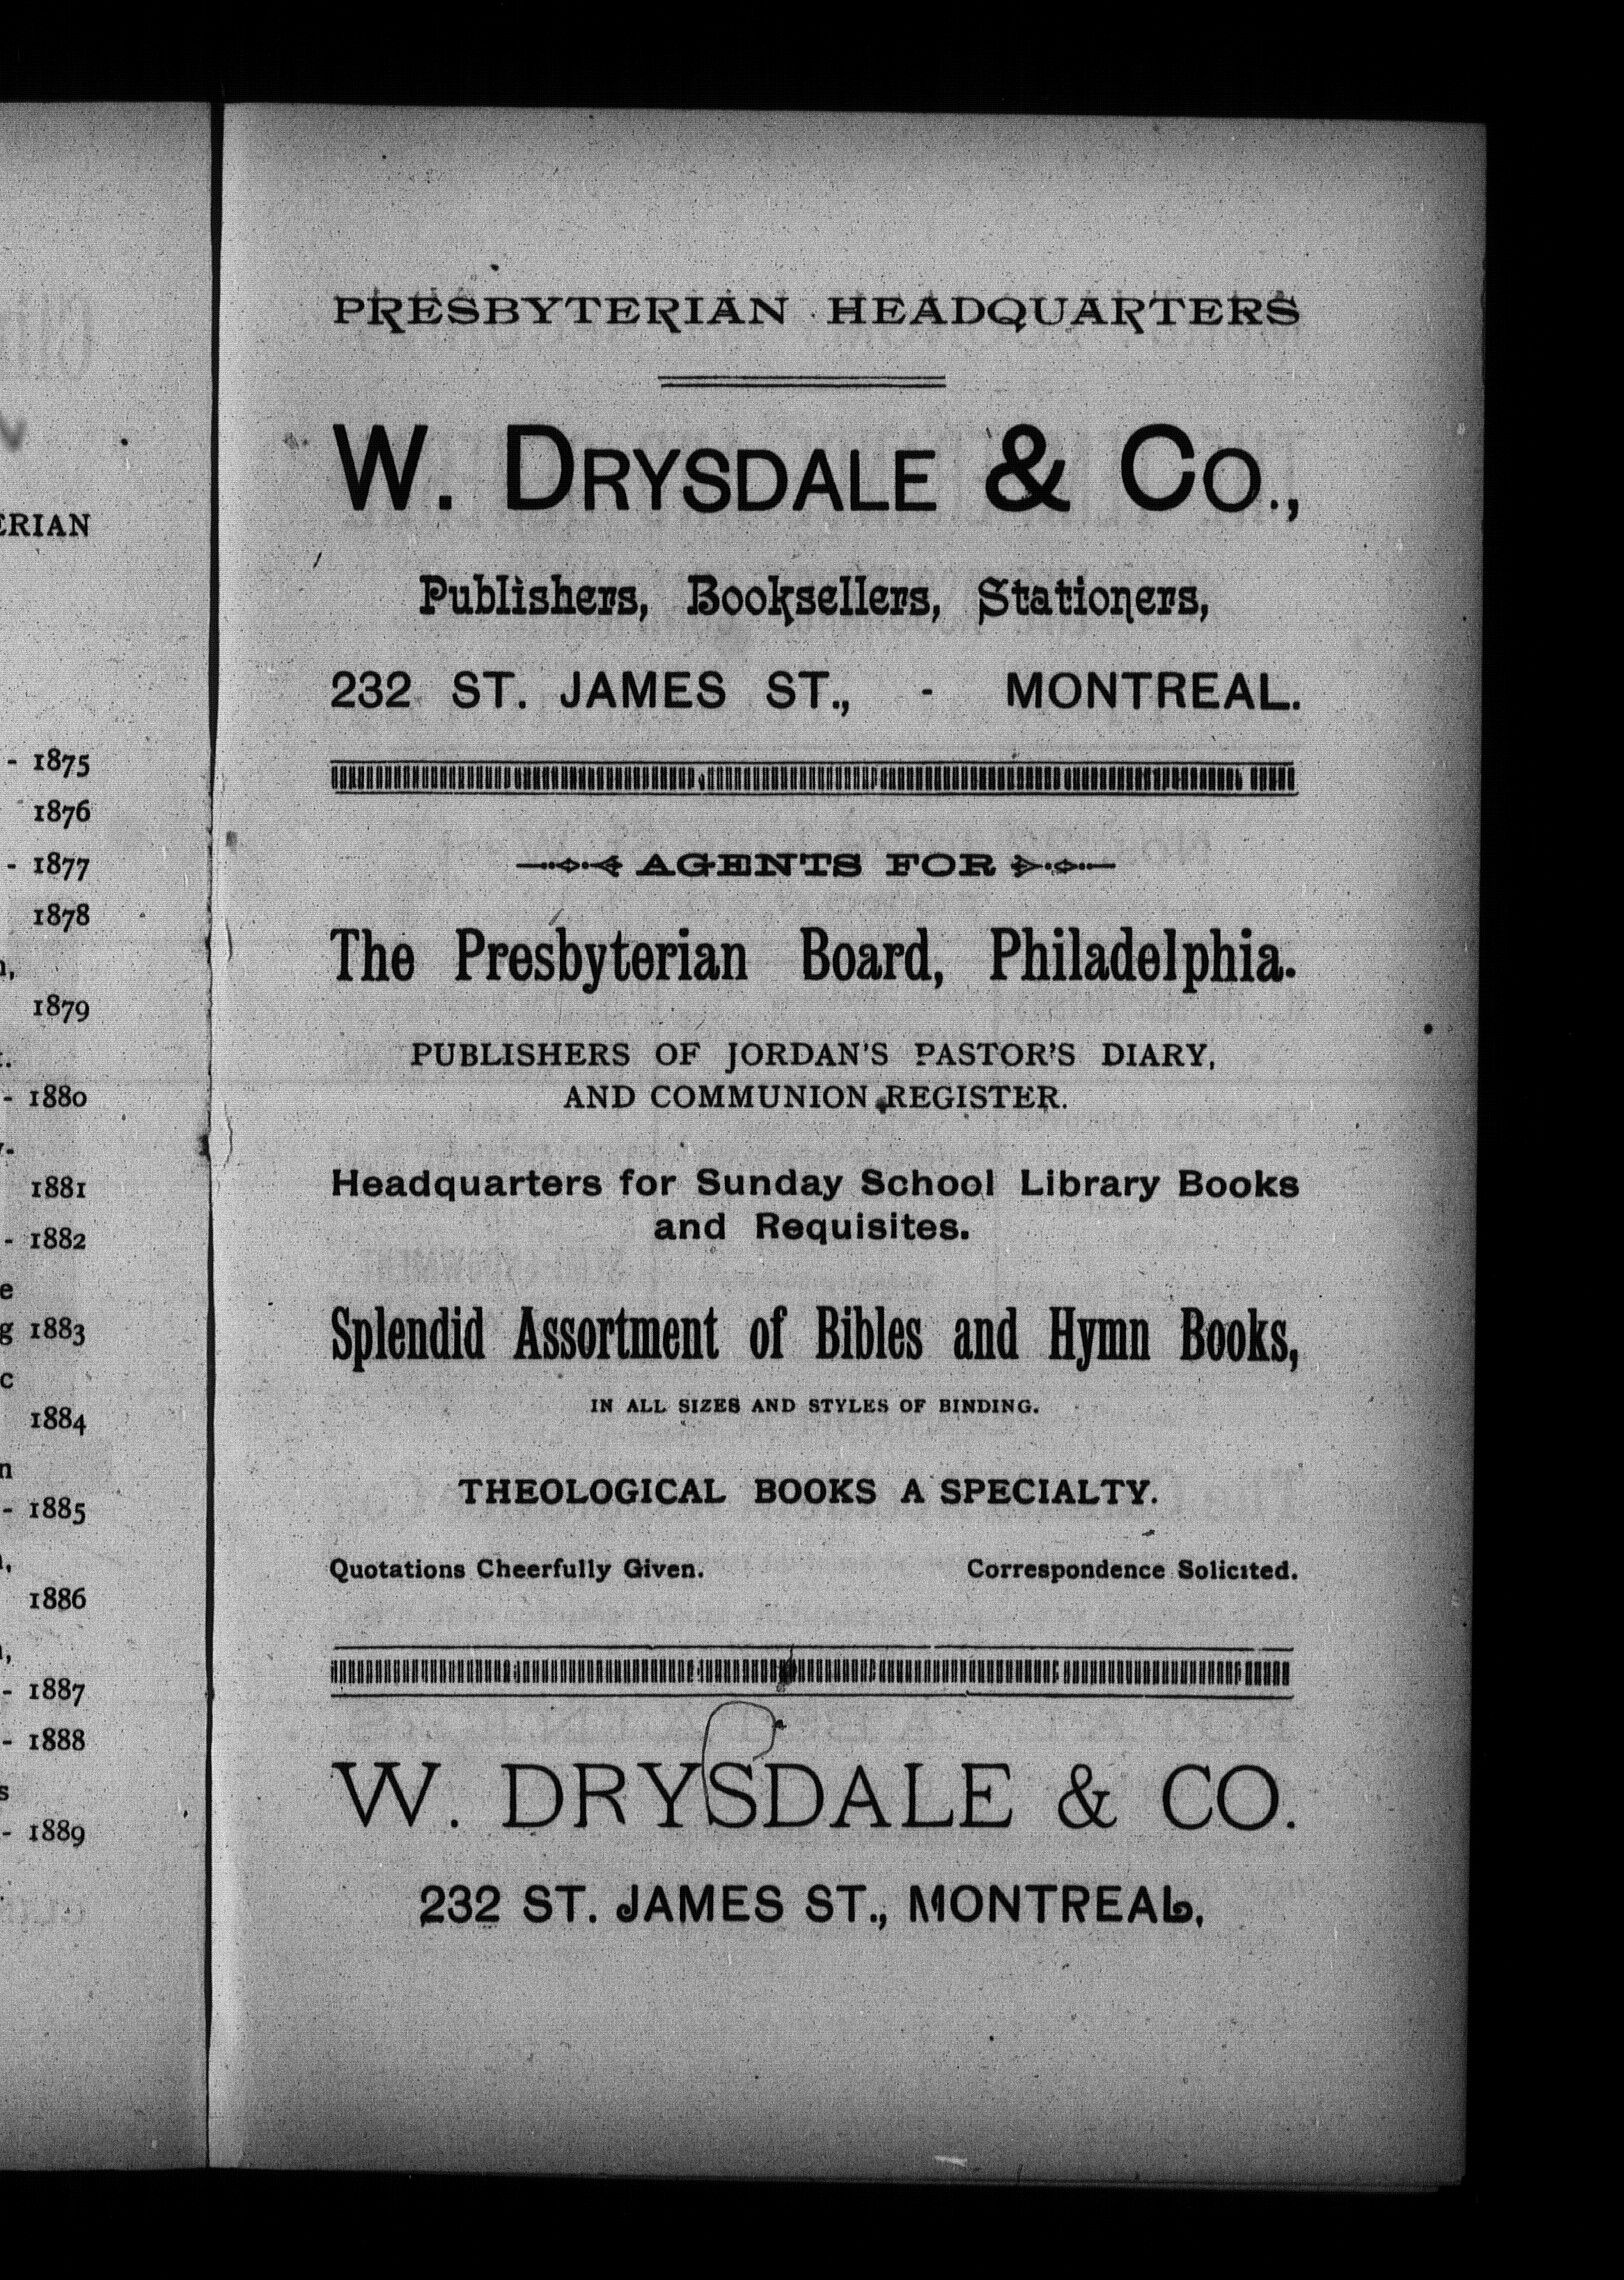 ERIAN
- 1875
1876
- 1877
1878
1879
- 1880
1881
- 1882
e
g 1883
c
1884
n
- 1885
1886
- 1887
- 1888
s
- 1889
PRESBYTERIAN HEADQUARTERS
W. DRYSDALE & CO.,
Publishers, Booksellers, Stationers,
232 ST. JAMES ST., - MONTREAL.
AGENTS FOR
The Presbyterian Board, Philadelphia.
PUBLISHERS OF JORDAN'S PASTOR'S DIARY,
AND COMMUNION REGISTER.
Headquarters for Sunday School Library Books
and Requisites.
Splendid Assortment of Bibles and Hymn Books,
IN ALL SIZES AND STYLES OF BINDING.
THEOLOGICAL BOOKS A SPECIALTY.
Quotations Cheerfully Given. Correspondence Solicited.
W. DRYSDALE & CO.
232 ST. JAMES ST., MONTREAL,